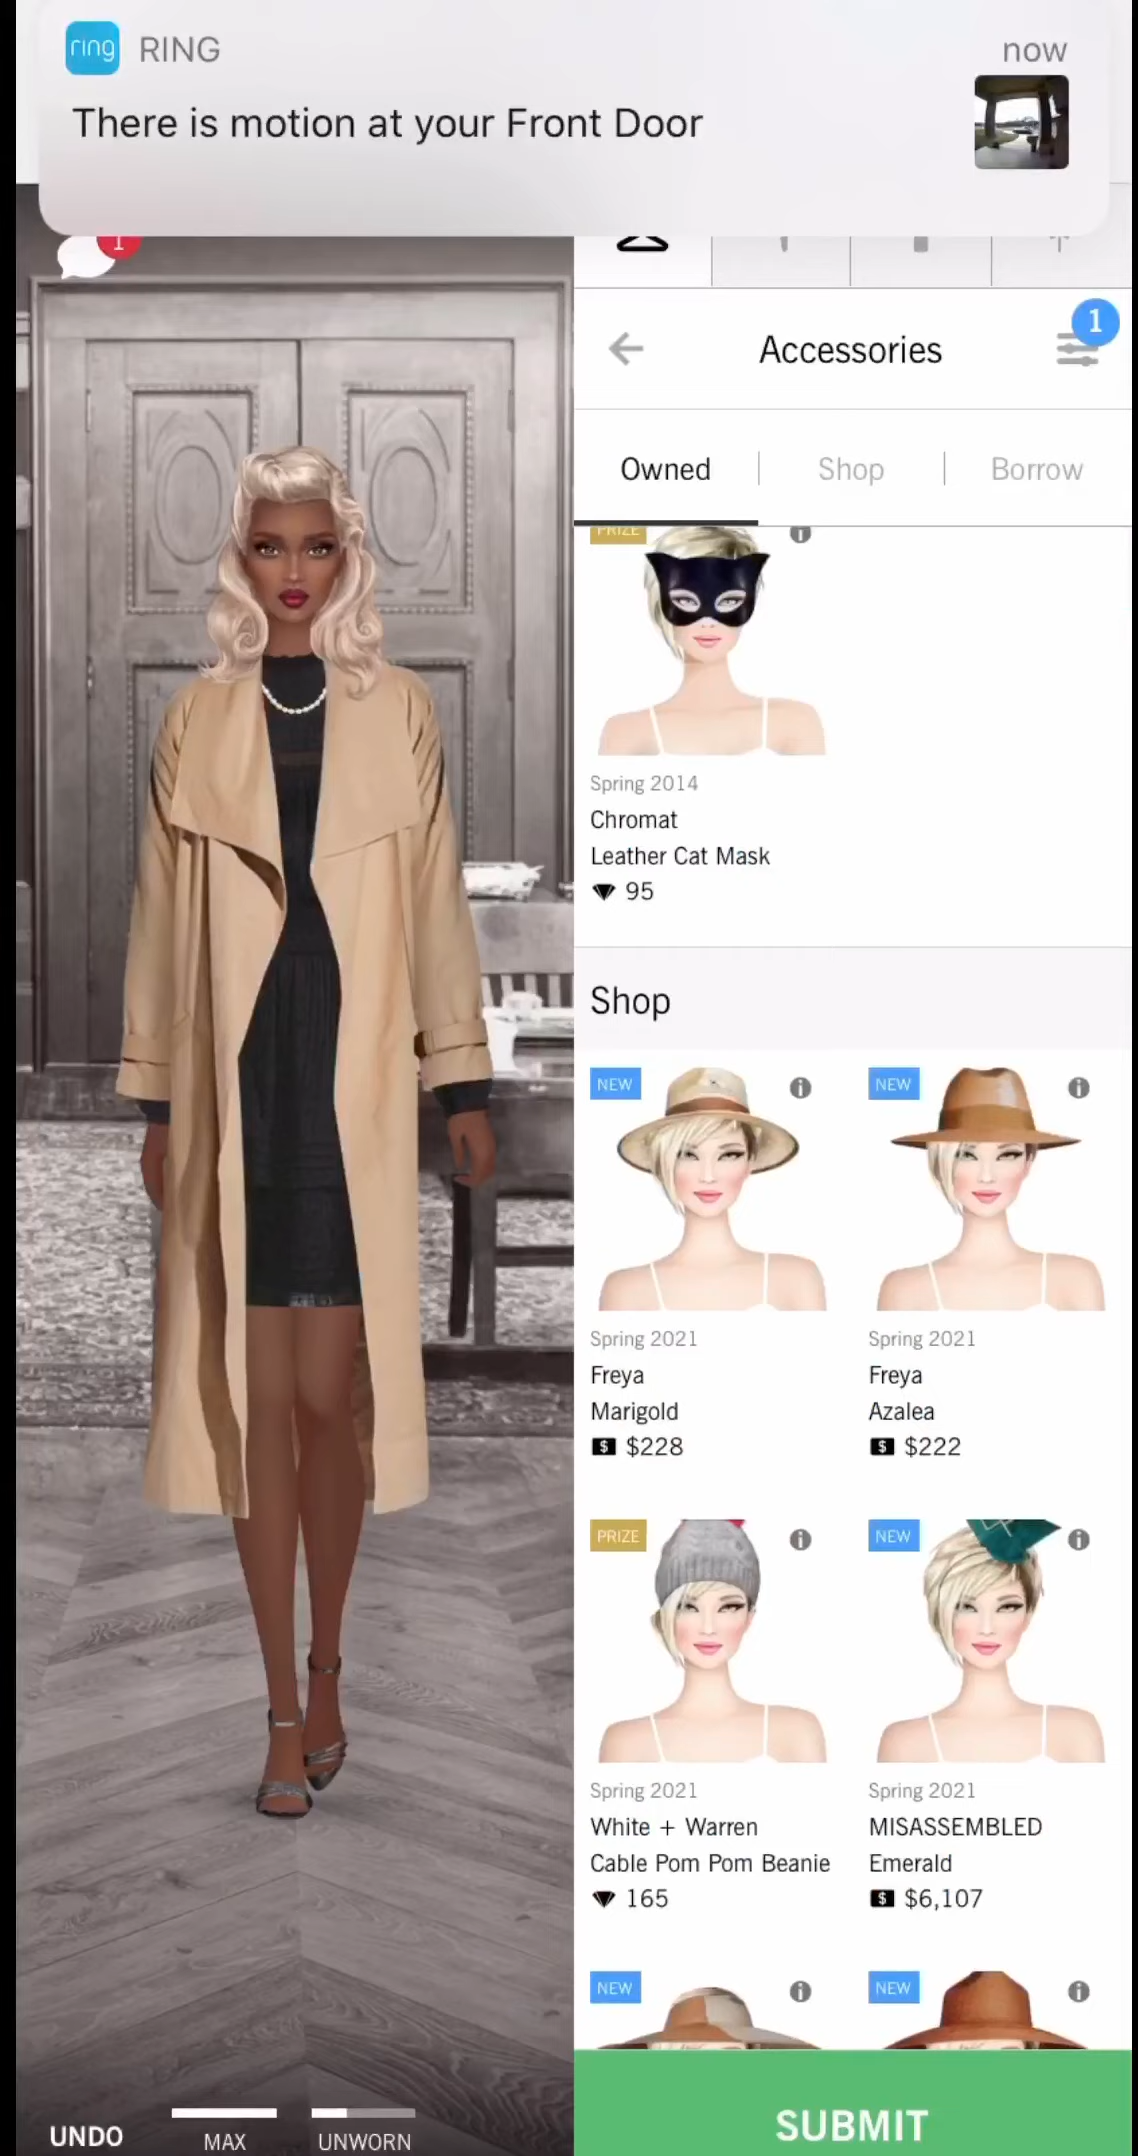 ring RING now
There is motion at your Front Door
1
1
Accessories
Owned Shop Borrow
PRIZE
Spring 2014
Chromat
Leather Cat Mask
95
Shop
NEW NEW
Spring 2021 Spring 2021
Freya Freya
Marigold Azalea
$ $228 $ $222
PRIZE NEW
Spring 2021 Spring 2021
White + Warren MISASSEMBLED
Cable Pom Pom Beanie Emerald
165 $ $6,107
NEW NEW
UNDO MAX UNWORN
SUBMIT